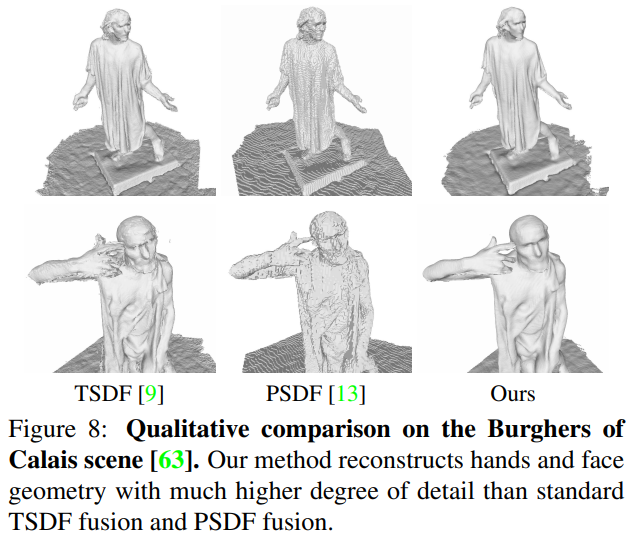 TSDF [9] PSDF [13] Ours
Figure 8: Qualitative comparison on the Burghers of
Calais scene [63]. Our method reconstructs hands and face
geometry with much higher degree of detail than standard
TSDF fusion and PSDF fusion.